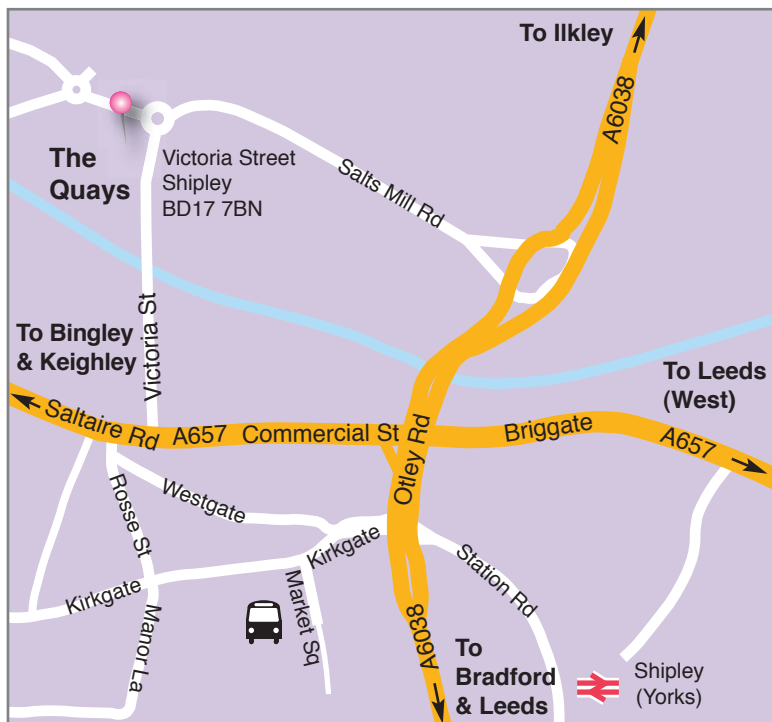 To Ilkley
A6038
The
Quays
Victoria Street
Shipley
BD17 7BN
Salts Mill Rd
Victoria St
To Bingley
& Keighley
To Leeds
(West)
Saltaire Rd
A657
Commercial St
Otley Rd
Briggate
A657
Rosse St
Westgate
Kirkgate
Kirkgate
Station Rd
Market Sq
Manor La
A6038
To
Bradford
& Leeds
Shipley
(Yorks)